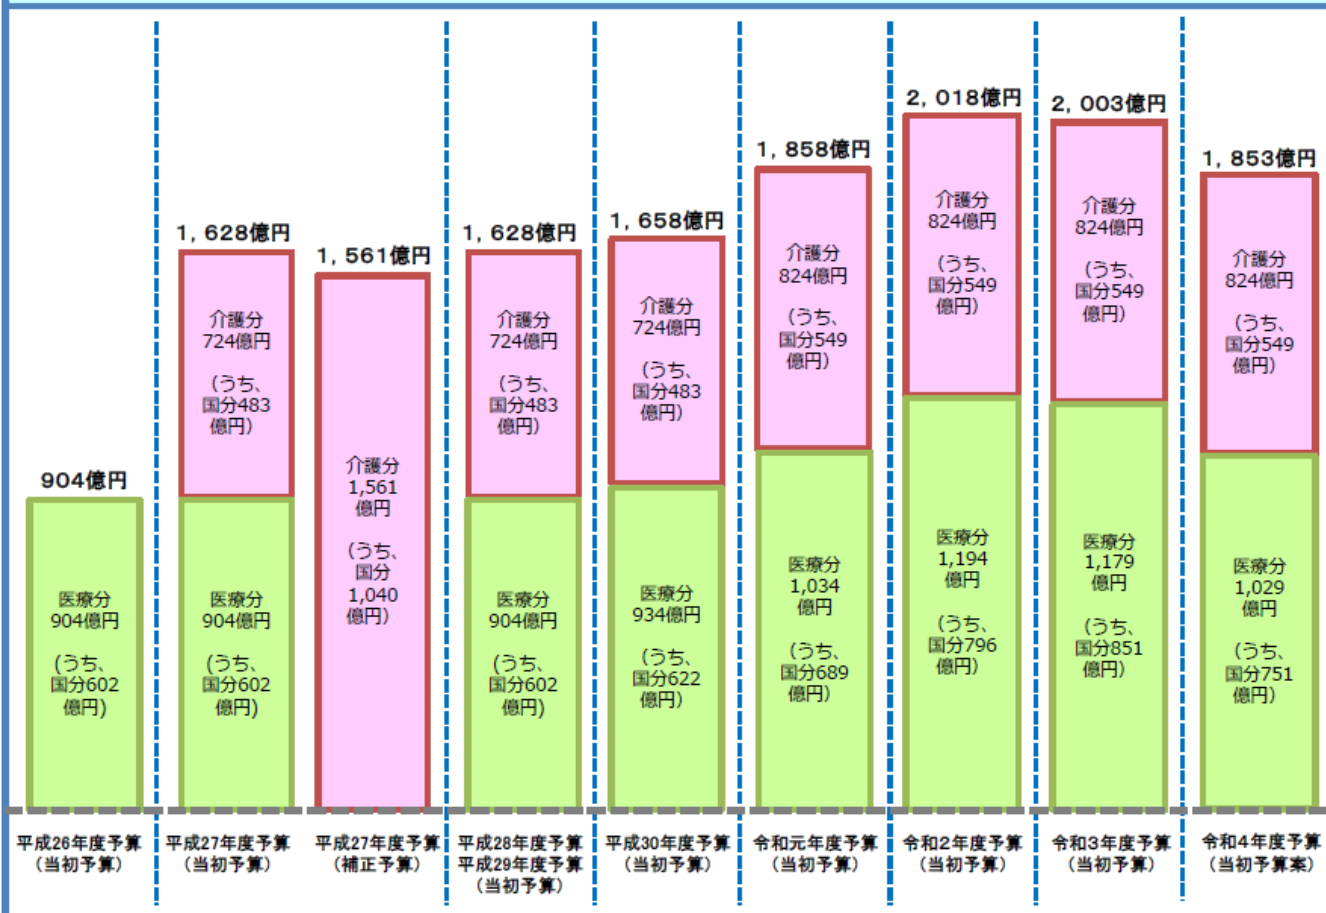 904億円
医療分
904億円
(うち、
国分602
億円)
平成26年度予算
(当初予算)
1,628億円
介護分
724億円
(うち、
国分483
億円)
医療分
904億円
(うち、
国分602
億円)
平成27年度予算
(当初予算)
1,561億円
介護分
1,561
億円
(うち、
国分
1,040
億円)
平成27年度予算
(補正予算)
1,628億円
介護分
724億円
(うち、
国分483
億円)
医療分
904億円
(うち、
国分602
億円)
平成28年度予算
平成29年度予算
(当初予算)
1,658億円
介護分
724億円
(うち、
国分483
億円)
医療分
934億円
(うち、
国分622
億円)
平成30年度予算
(当初予算)
1,858億円
介護分
824億円
(うち、
国分549
億円)
医療分
1,034
億円
(うち、
国分689
億円)
令和元年度予算
(当初予算)
2,018億円
介護分
824億円
(うち、
国分549
億円)
医療分
1,194
億円
(うち、
国分796
億円)
令和2年度予算
(当初予算)
2,003億円
介護分
824億円
(うち、
国分549
億円)
医療分
1,179
億円
(うち、
国分851
億円)
令和3年度予算
(当初予算)
1,853億円
介護分
824億円
(うち、
国分549
億円)
医療分
1,029
億円
(うち、
国分751
億円)
令和4年度予算
(当初予算案)